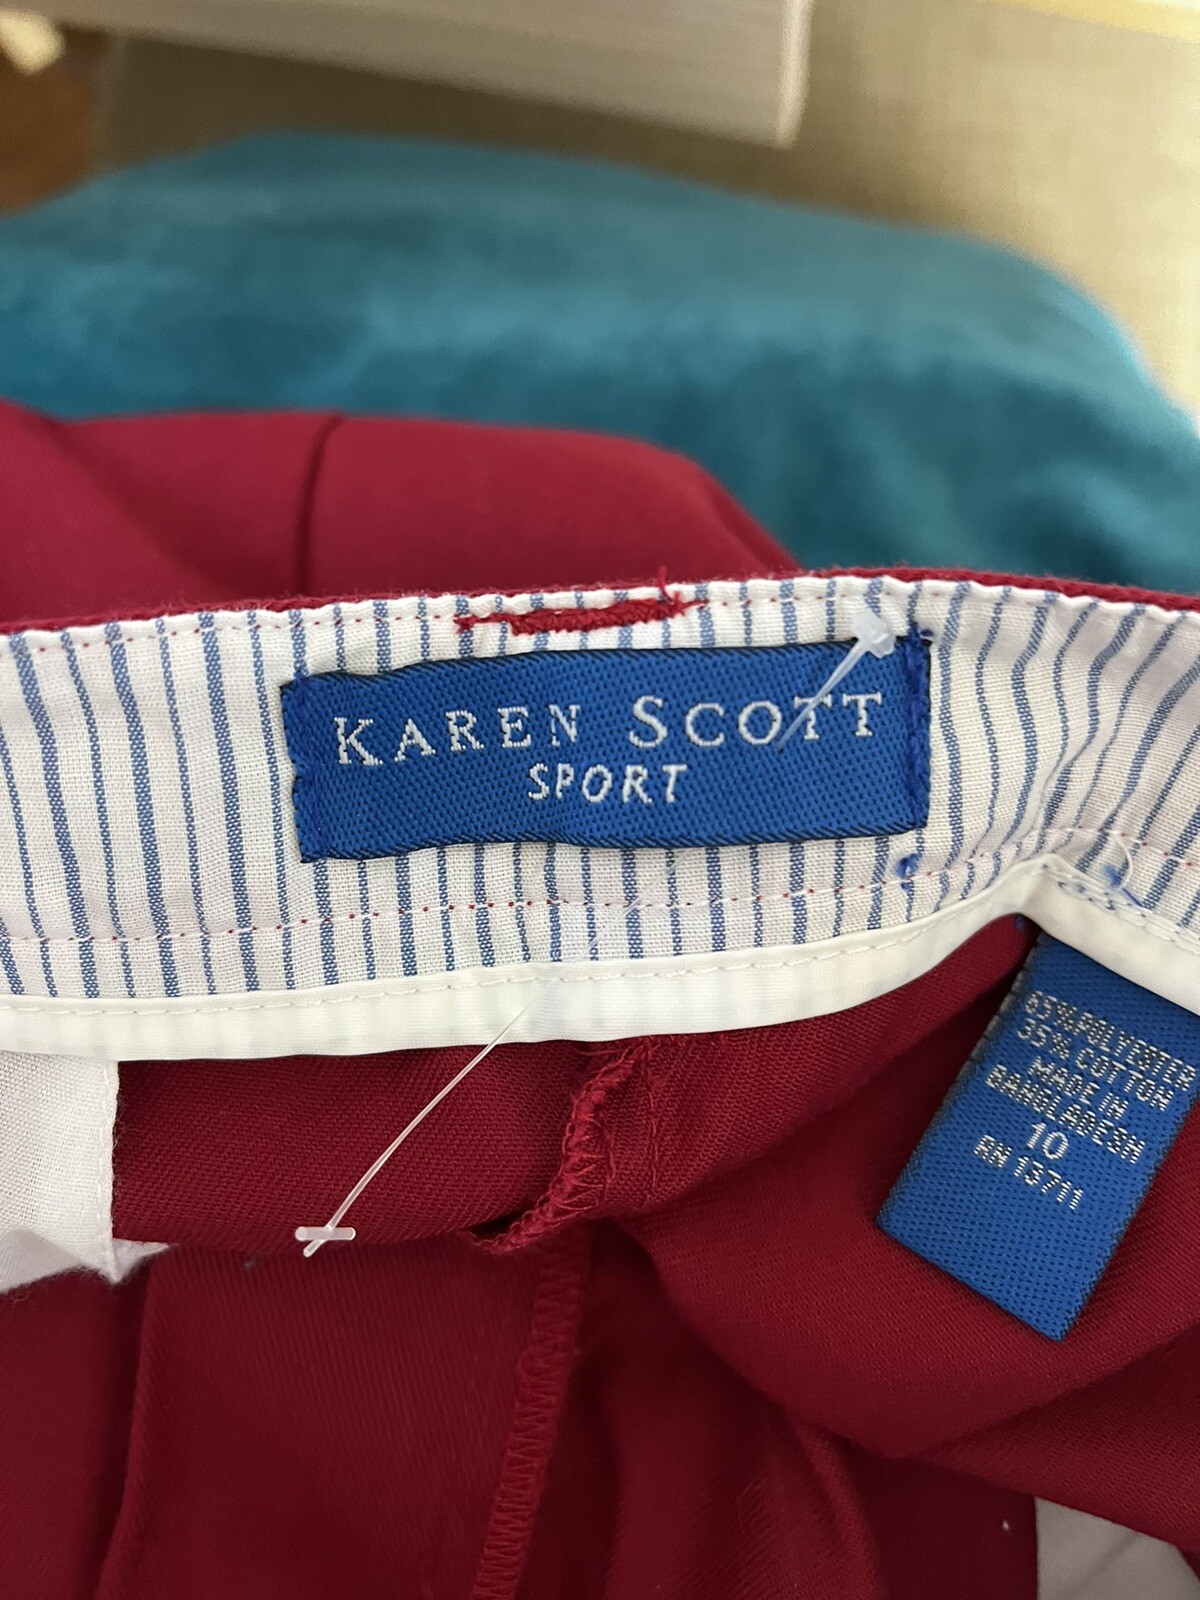 KAREN SCOTT
SPORT
65% POLYESTER
35% COTTON
MADE IN
BANGLADESH
10
RN 13711